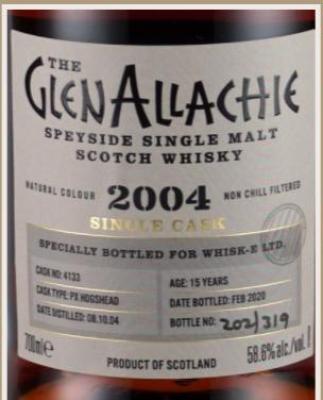 THE
GLENALLACHIE
SPEYSIDE SINGLE MALT
SCOTCH WHISKY
NATURAL COLOUR 2004 NON CHILL FILTERED
SINGLE CASK
SPECIALLY BOTTLED FOR WHISK-E LTD.
CASK NO: 4133 AGE: 15 YEARS
CASK TYPE: PX HOGSHEAD DATE BOTTLED: FEB 2020
DATE DISTILLED: 08.10.04 BOTTLE NO: 202/319
700ml e PRODUCT OF SCOTLAND 58.6% alc./vol.